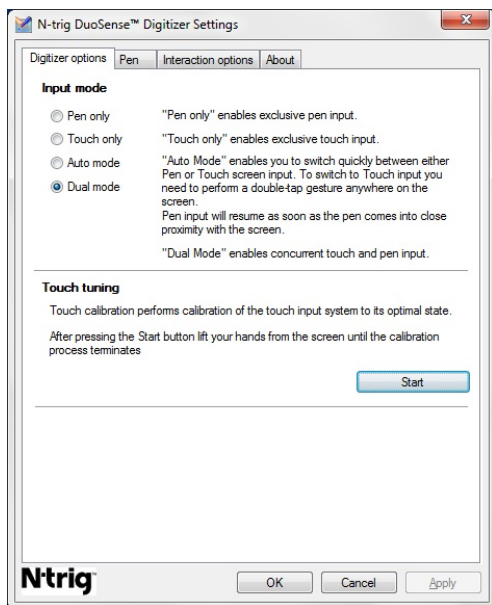 N-trig DuoSense™ Digitizer Settings
Digitizer options
Pen
Interaction options
About
Input mode
Pen only
"Pen only" enables exclusive pen input.
Touch only
"Touch only" enables exclusive touch input.
Auto mode
"Auto Mode" enables you to switch quickly between either
Pen or Touch screen input. To switch to Touch input you
Dual mode
need to perform a double-tap gesture anywhere on the
screen.
Pen input will resume as soon as the pen comes into close
proximity with the screen.
"Dual Mode" enables concurrent touch and pen input.
Touch tuning
Touch calibration performs calibration of the touch input system to its optimal state.
After pressing the Start button lift your hands from the screen until the calibration
process terminates
Start
N-trig
OK
Cancel
Apply